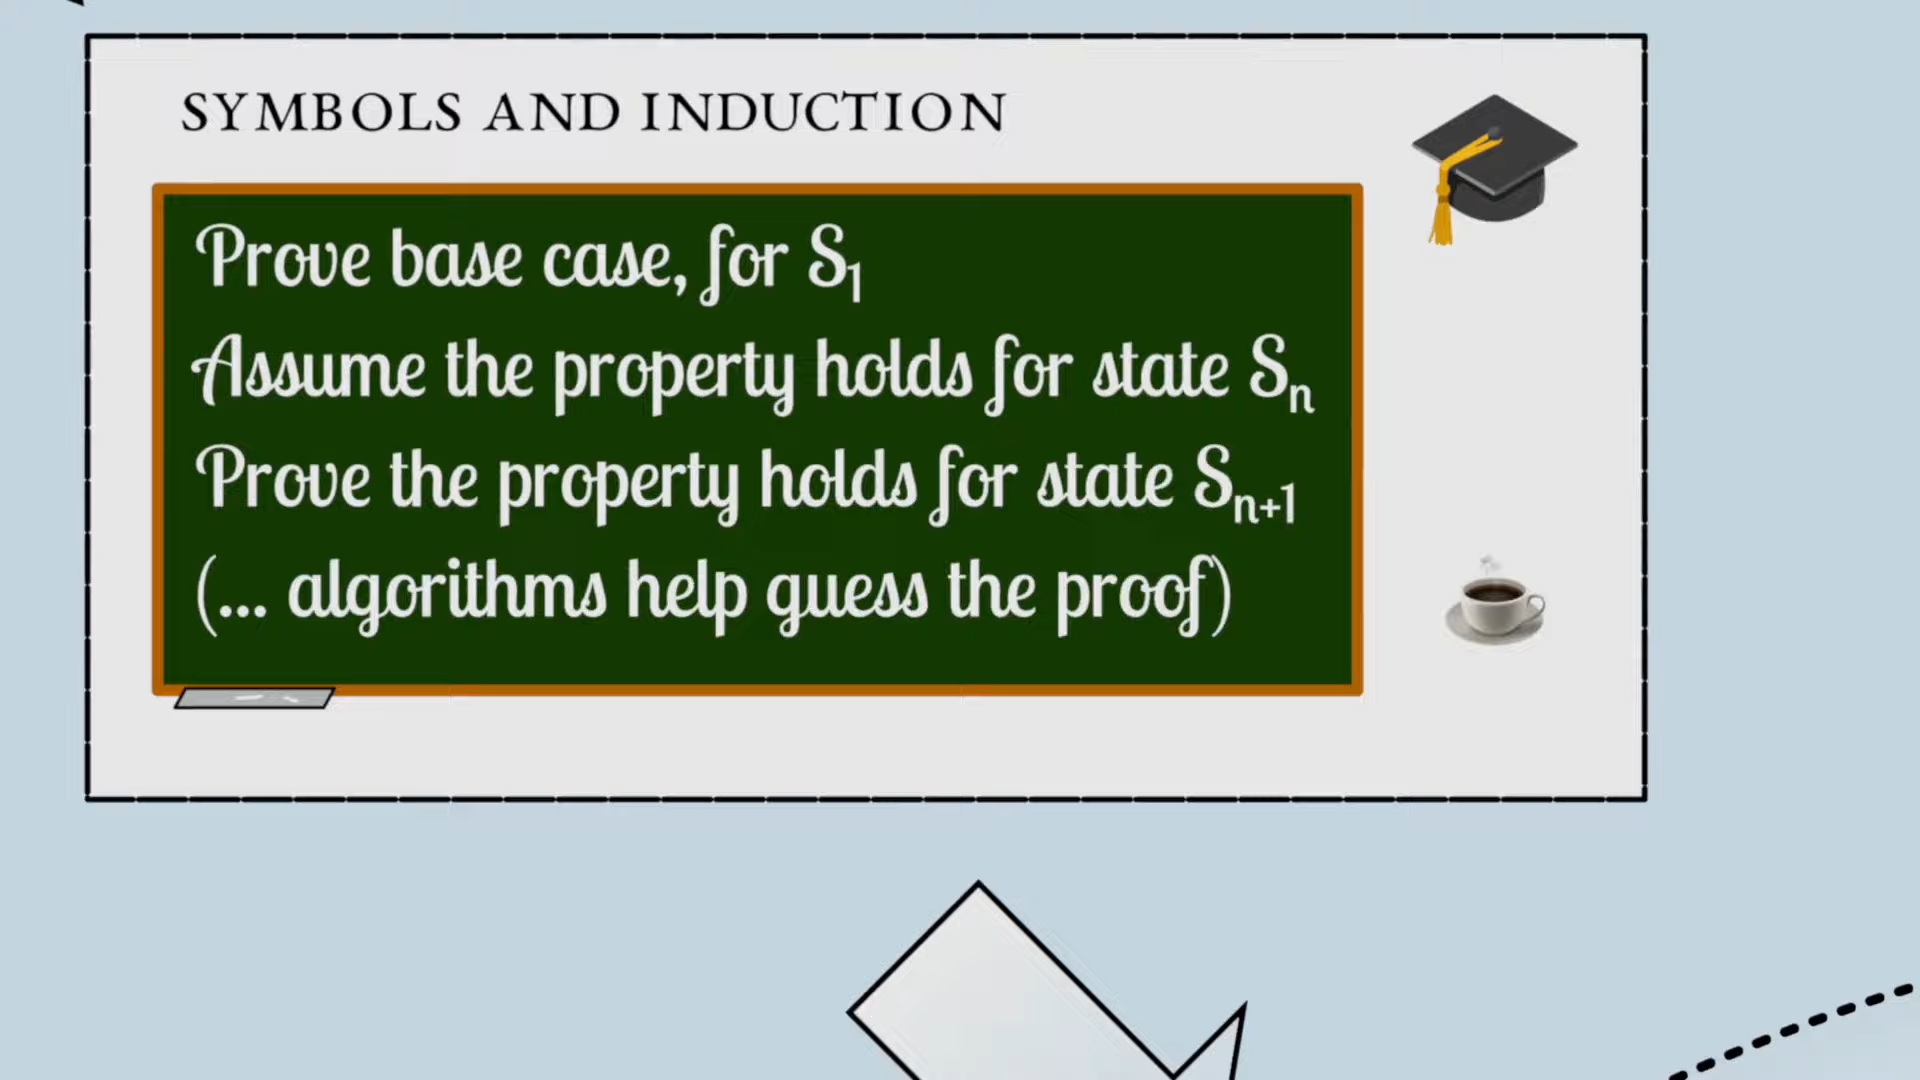 SYMBOLS AND INDUCTION
Prove base case, for S₁
Assume the property holds for state Sₙ
Prove the property holds for state Sₙ₊₁
(... algorithms help guess the proof)